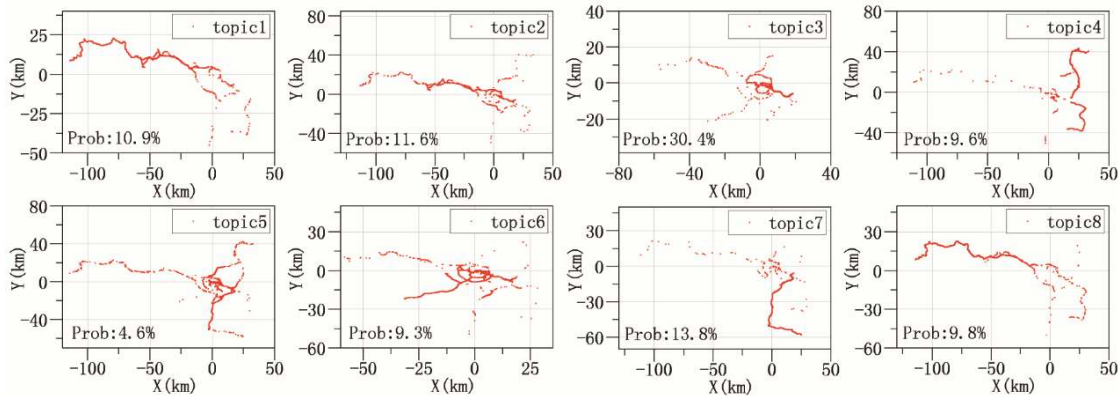 topic1
25
0
-25
-50
Y(km)
Prob:10.9%
-100
-50
0
50
X(km)
topic2
80
40
0
-40
Y(km)
Prob:11.6%
-100
-50
0
50
X(km)
topic3
40
20
0
-20
Y(km)
Prob:30.4%
-80
-40
0
40
X(km)
topic4
80
40
0
-40
Y(km)
Prob:9.6%
-100
-50
0
50
X(km)
topic5
80
40
0
-40
Y(km)
Prob:4.6%
-100
-50
0
50
X(km)
topic6
30
0
-30
-60
Y(km)
Prob:9.3%
-50
-25
0
25
X(km)
topic7
30
0
-30
-60
Y(km)
Prob:13.8%
-100
-50
0
50
X(km)
topic8
30
0
-30
-60
Y(km)
Prob:9.8%
-100
-50
0
50
X(km)